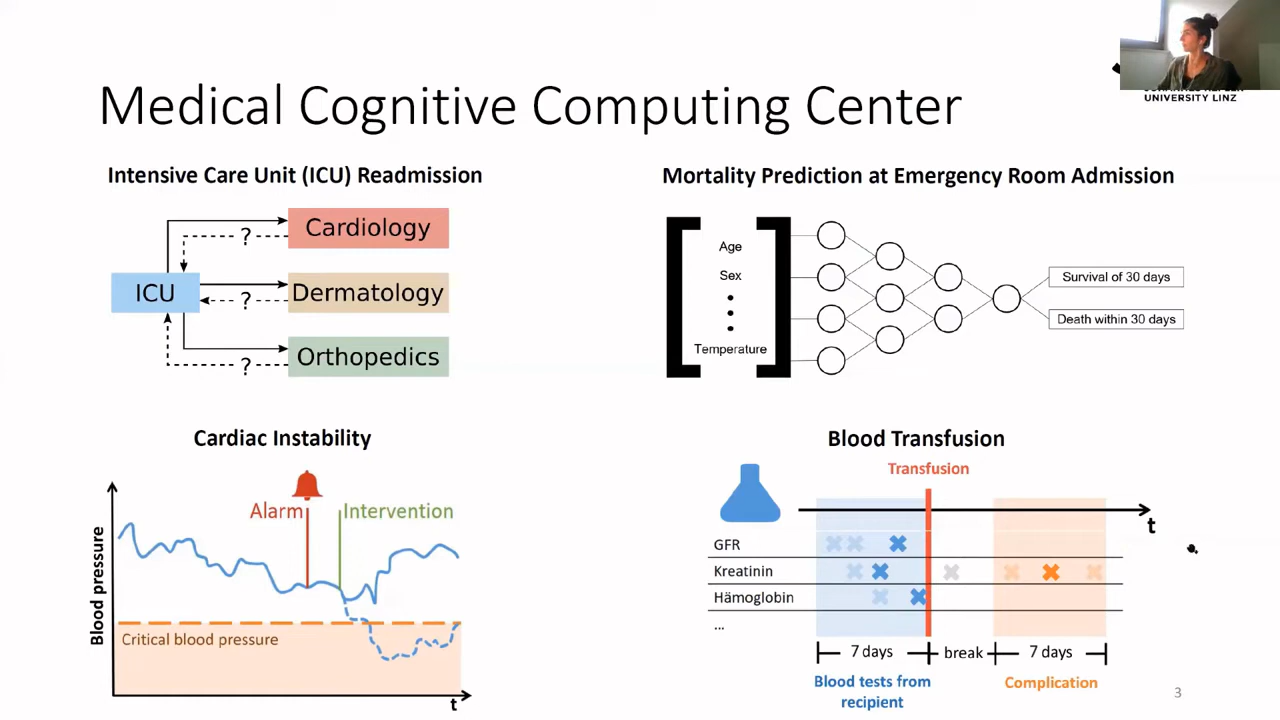 Medical Cognitive Computing Center
UNIVERSITY LINZ
Intensive Care Unit (ICU) Readmission
Cardiology
?
ICU
Dermatology
?
Orthopedics
?
Mortality Prediction at Emergency Room Admission
Age
Sex
Temperature
Survival of 30 days
Death within 30 days
Cardiac Instability
Alarm
Intervention
Blood pressure
Critical blood pressure
t
Blood Transfusion
Transfusion
t
GFR
Kreatinin
Hämoglobin
...
7 days
break
7 days
Blood tests from
recipient
Complication
3